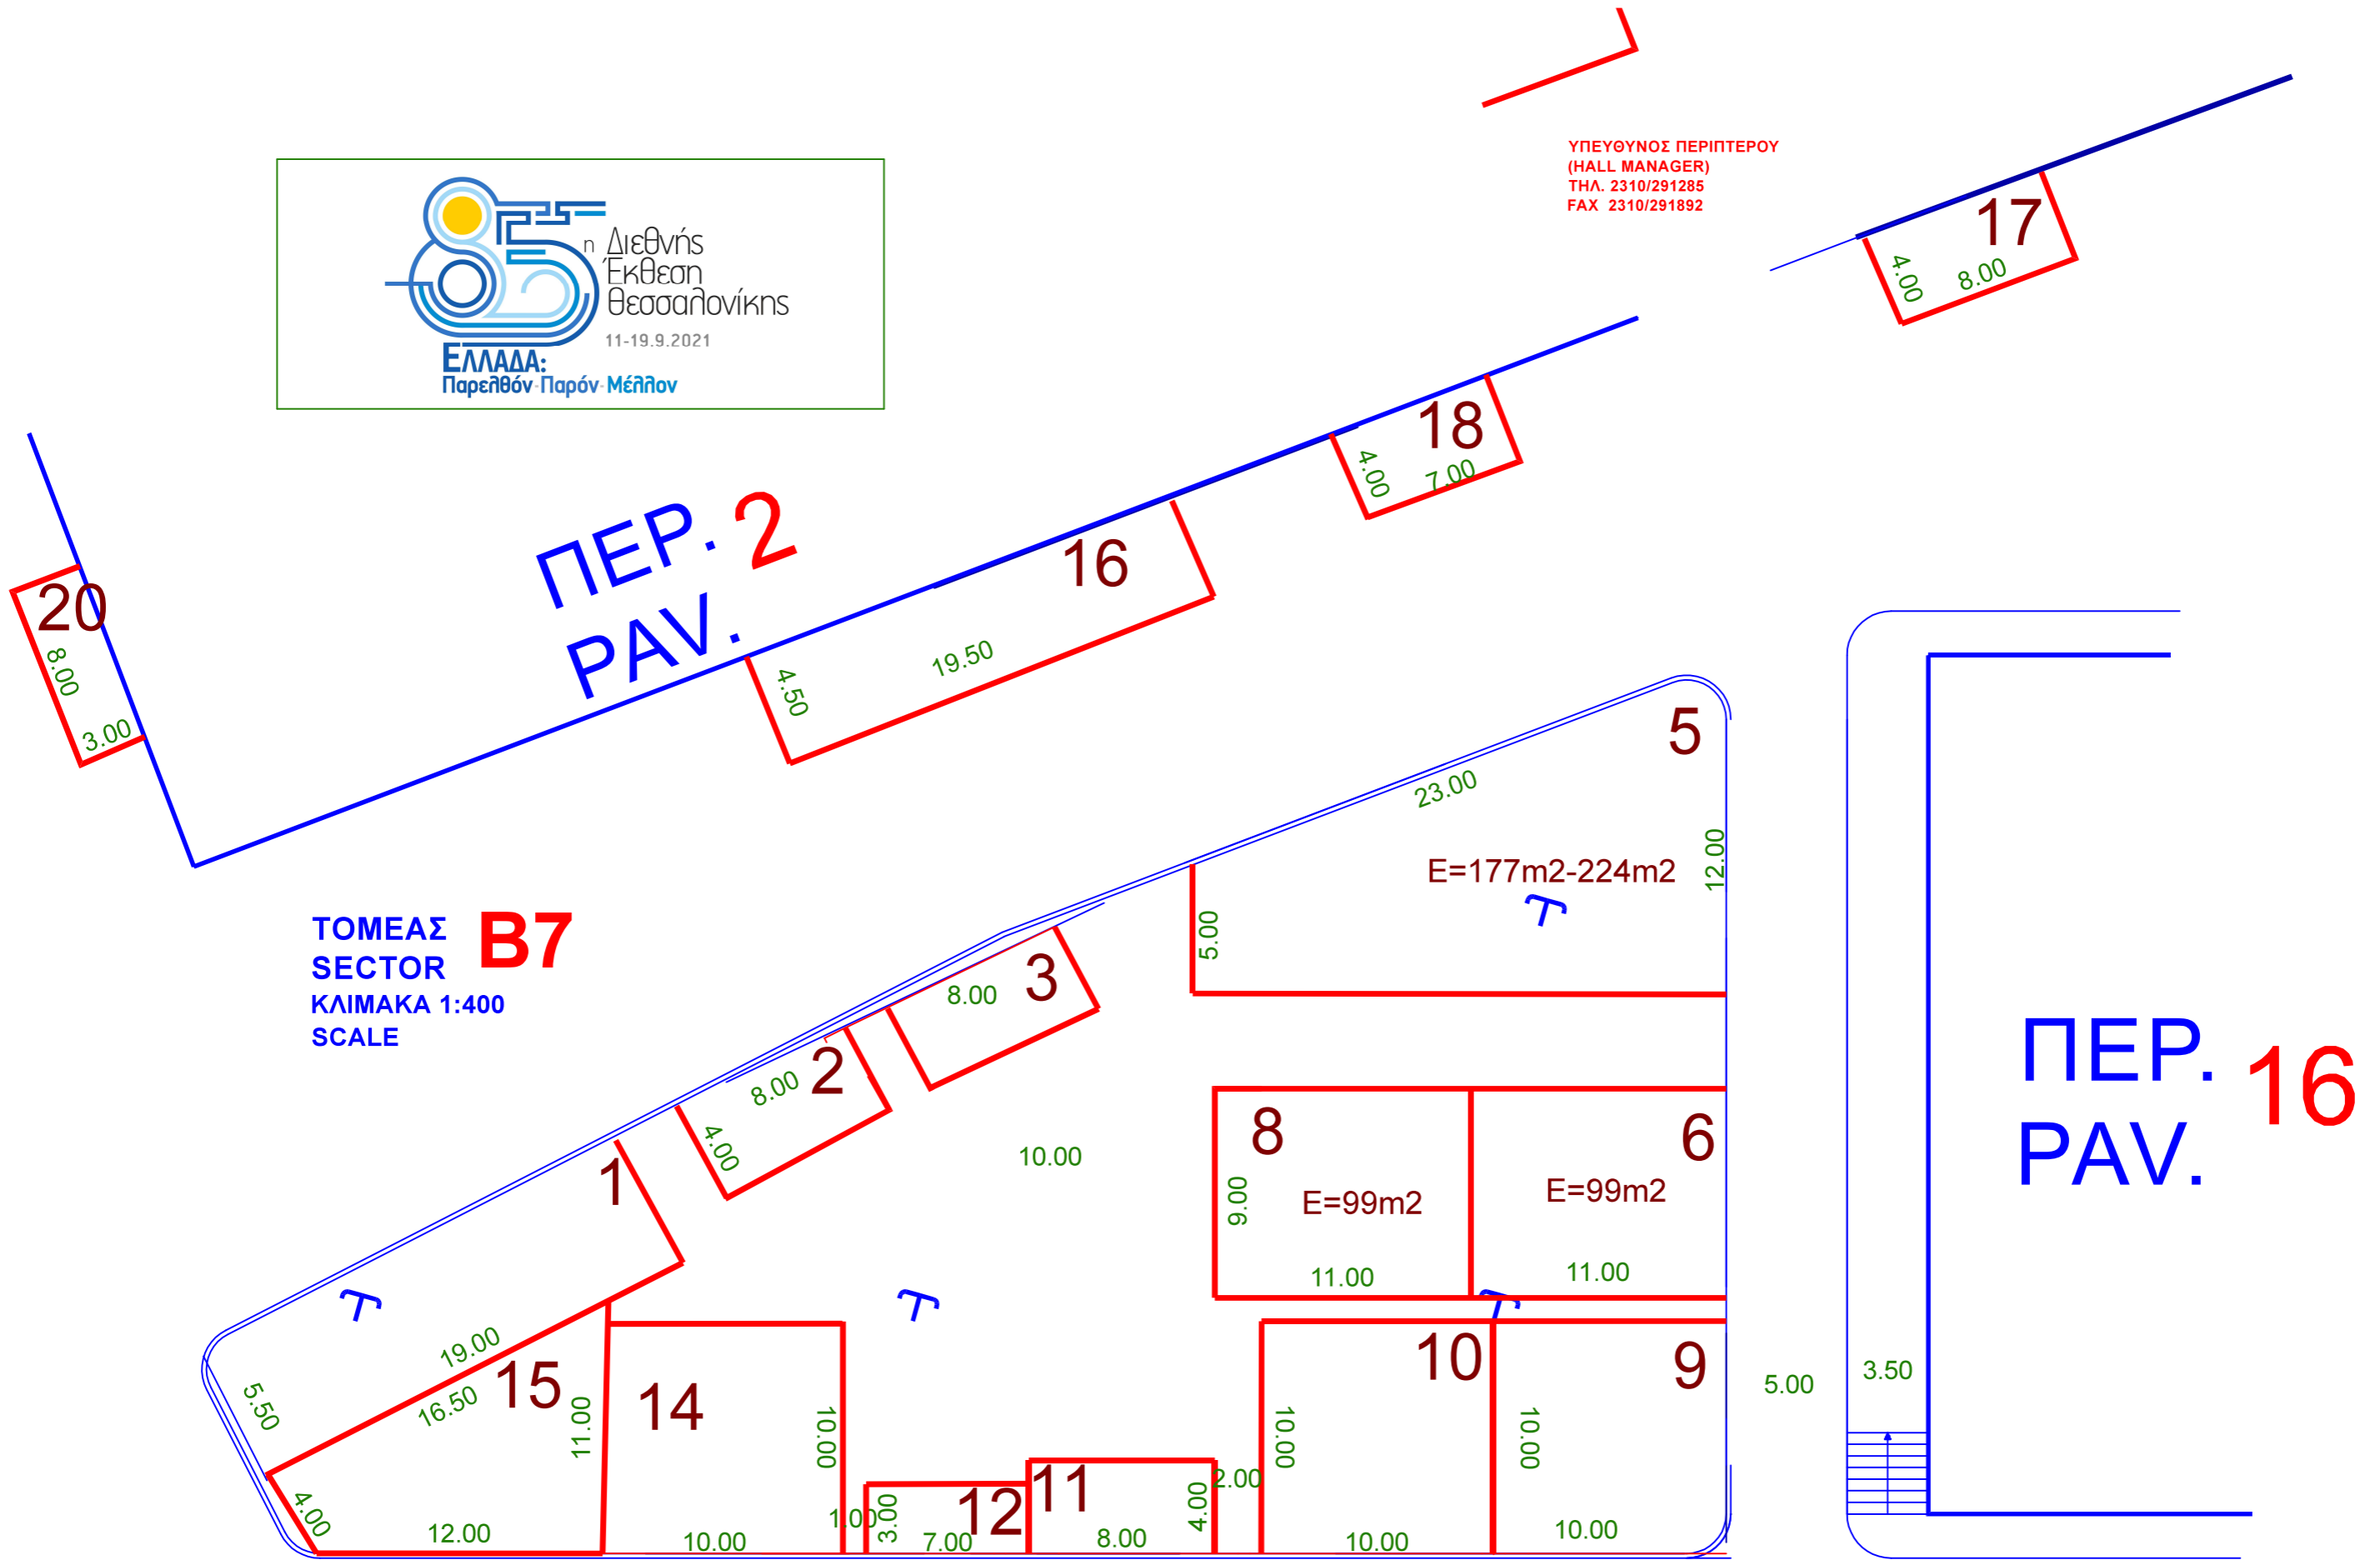 ΥΠΕΥΘΥΝΟΣ ΠΕΡΙΠΤΕΡΟΥ
(HALL MANAGER)
ΤΗΛ. 2310/291285
FAX 2310/291892
85η Διεθνής
Έκθεση
Θεσσαλονίκης
11-19.9.2021
ΕΛΛΑΔΑ:
Παρελθόν-Παρόν-Μέλλον
17
4.00
8.00
18
4.00
7.00
ΠΕΡ. 2
PAV.
16
19.50
4.50
20
8.00
3.00
5
23.00
12.00
E=177m2-224m2
5.00
ΤΟΜΕΑΣ
SECTOR B7
ΚΛΙΜΑΚΑ 1:400
SCALE
3
8.00
2
8.00
4.00
10.00
1
8
9.00
E=99m2
11.00
6
E=99m2
11.00
ΠΕΡ. 16
PAV.
19.00
5.50
15
16.50
11.00
4.00
12.00
14
10.00
10.00
1.00
3.00
12
7.00
11
4.00
8.00
2.00
10
10.00
10.00
9
10.00
10.00
5.00
3.50